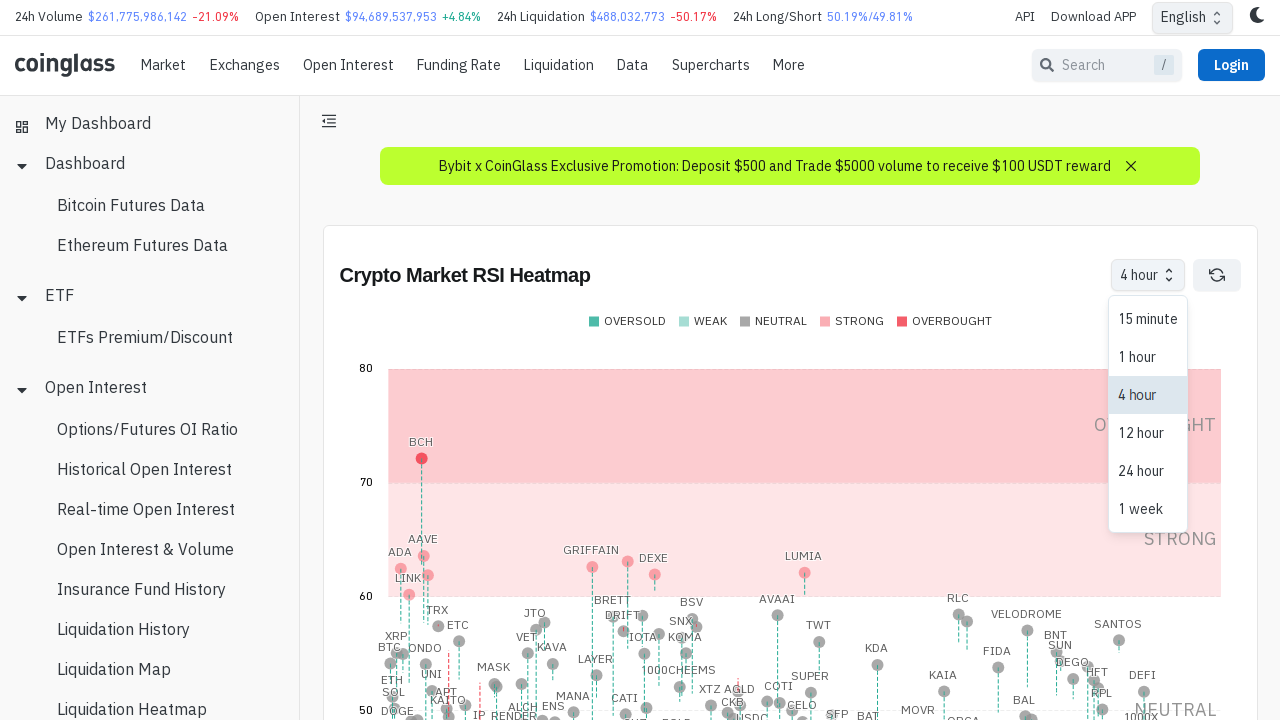 24h Volume $261,775,986,142 -21.09% Open Interest $94,689,537,953 +4.84% 24h Liquidation $488,032,773 -50.17% 24h Long/Short 50.19%/49.81% API Download APP English
coinglass Market Exchanges Open Interest Funding Rate Liquidation Data Supercharts More Search / Login
My Dashboard
Dashboard
Bitcoin Futures Data
Ethereum Futures Data
ETF
ETFs Premium/Discount
Open Interest
Options/Futures OI Ratio
Historical Open Interest
Real-time Open Interest
Open Interest & Volume
Insurance Fund History
Liquidation History
Liquidation Map
Liquidation Heatmap
Bybit x CoinGlass Exclusive Promotion: Deposit $500 and Trade $5000 volume to receive $100 USDT reward
Crypto Market RSI Heatmap
4 hour
15 minute
1 hour
4 hour
12 hour
24 hour
1 week
OVERSOLD WEAK NEUTRAL STRONG OVERBOUGHT
80
BCH
70
STRONG
AAVE
ADA
GRIFFAIN
DEXE
LUMIA
LINK
60
BRETT
BSV
AVAAI
RLC
TRX
JTO
DRIFT
VELODROME
ETC
SNX
TWT
SANTOS
XRP
VET
IOTA
KOMA
BNT
BTC
ONDO
KAVA
KDA
FIDA
SUN
LAYER
DEGO
MASK
1000CHEEMS
UNI
SUPER
KAIA
HFT
DEFI
ETH
SOL
APT
MANA
CATI
XTZ
AGLD
COTI
RPL
KAITO
ENS
CKB
CELO
BAL
DOGE
ALCH
MOVR
NEUTRAL
50
IP
RENDER
USDC
SFP
BAT
1000X